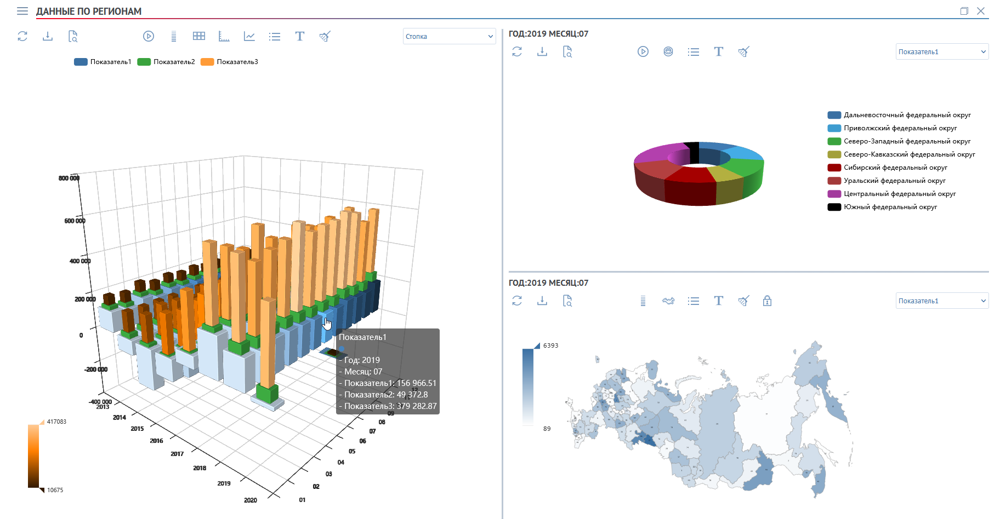 ДАННЫЕ ПО РЕГИОНАМ
Стопка
Показатель1 Показатель2 Показатель3
800 000
600 000
400 000
200 000
0
-200 000
-400 000
2013
2014
2015
2016
2017
2018
2019
2020
01
02
03
04
05
06
07
08
09
11
12
417083
10675
Показатель1
- Год: 2019
- Месяц: 07
- Показатель1: 156 966.51
- Показатель2: 49 372.8
- Показатель3: 379 282.87
ГОД:2019 МЕСЯЦ:07
Показатель1
Дальневосточный федеральный округ
Приволжский федеральный округ
Северо-Западный федеральный округ
Северо-Кавказский федеральный округ
Сибирский федеральный округ
Уральский федеральный округ
Центральный федеральный округ
Южный федеральный округ
ГОД:2019 МЕСЯЦ:07
Показатель1
6393
89